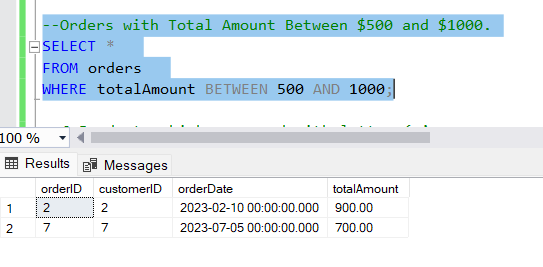 --Orders with Total Amount Between $500 and $1000.
SELECT *
FROM orders
WHERE totalAmount BETWEEN 500 AND 1000;
100 %
Results Messages
orderID customerID orderDate totalAmount
1 2 2 2023-02-10 00:00:00.000 900.00
2 7 7 2023-07-05 00:00:00.000 700.00